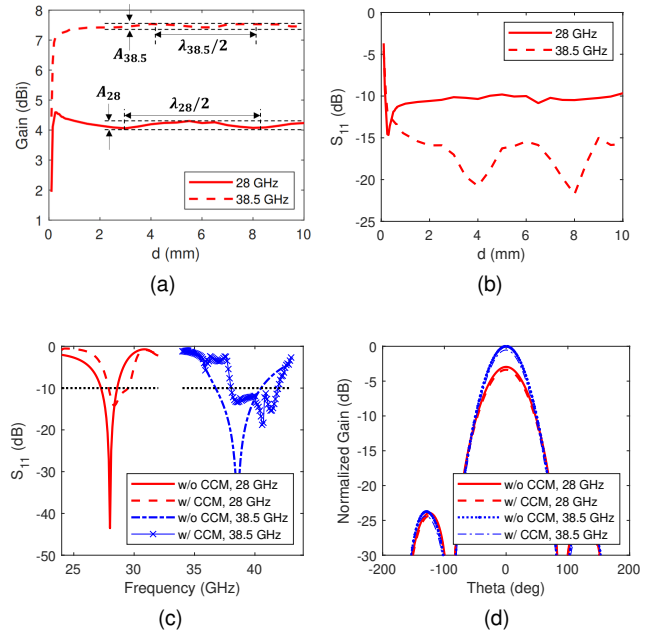 8
7
6
5
4
3
2
1
0 2 4 6 8 10
Gain (dBi)
d (mm)
A38.5
λ38.5/2
A28
λ28/2
28 GHz
38.5 GHz
(a)
0
-5
-10
-15
-20
-25
0 2 4 6 8 10
S11 (dB)
d (mm)
28 GHz
38.5 GHz
(b)
0
-10
-20
-30
-40
-50
25 30 35 40
S11 (dB)
Frequency (GHz)
w/o CCM, 28 GHz
w/ CCM, 28 GHz
w/o CCM, 38.5 GHz
w/ CCM, 38.5 GHz
(c)
0
-5
-10
-15
-20
-25
-30
-200 -100 0 100 200
Normalized Gain (dB)
Theta (deg)
w/o CCM, 28 GHz
w/ CCM, 28 GHz
w/o CCM, 38.5 GHz
w/ CCM, 38.5 GHz
(d)